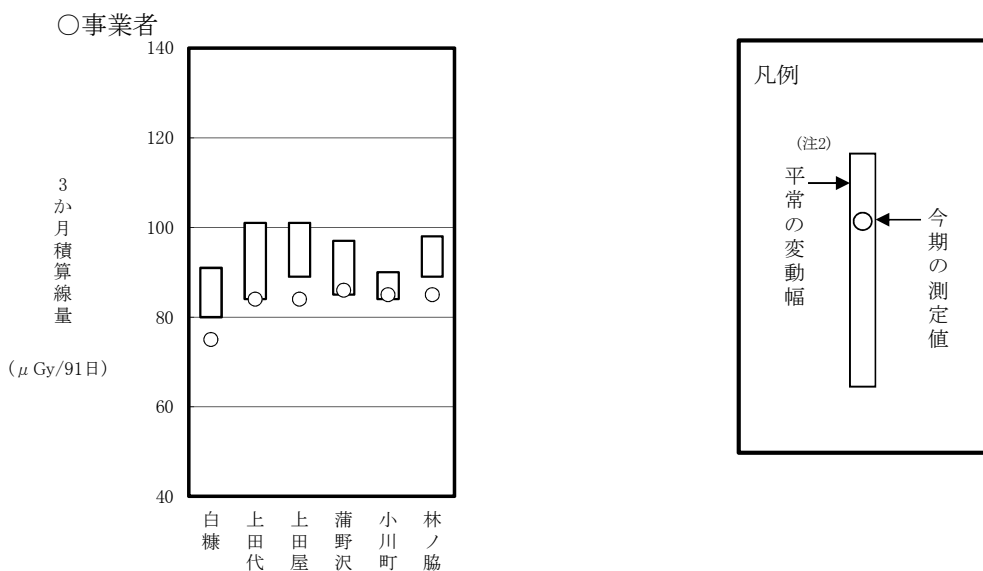 ○事業者
140
120
100
80
60
40
3か月積算線量
(μGy/91日)
白糠
上田代
上田屋
蒲野沢
小川町
林ノ脇
凡例
(注2)
平常の変動幅
今期の測定値